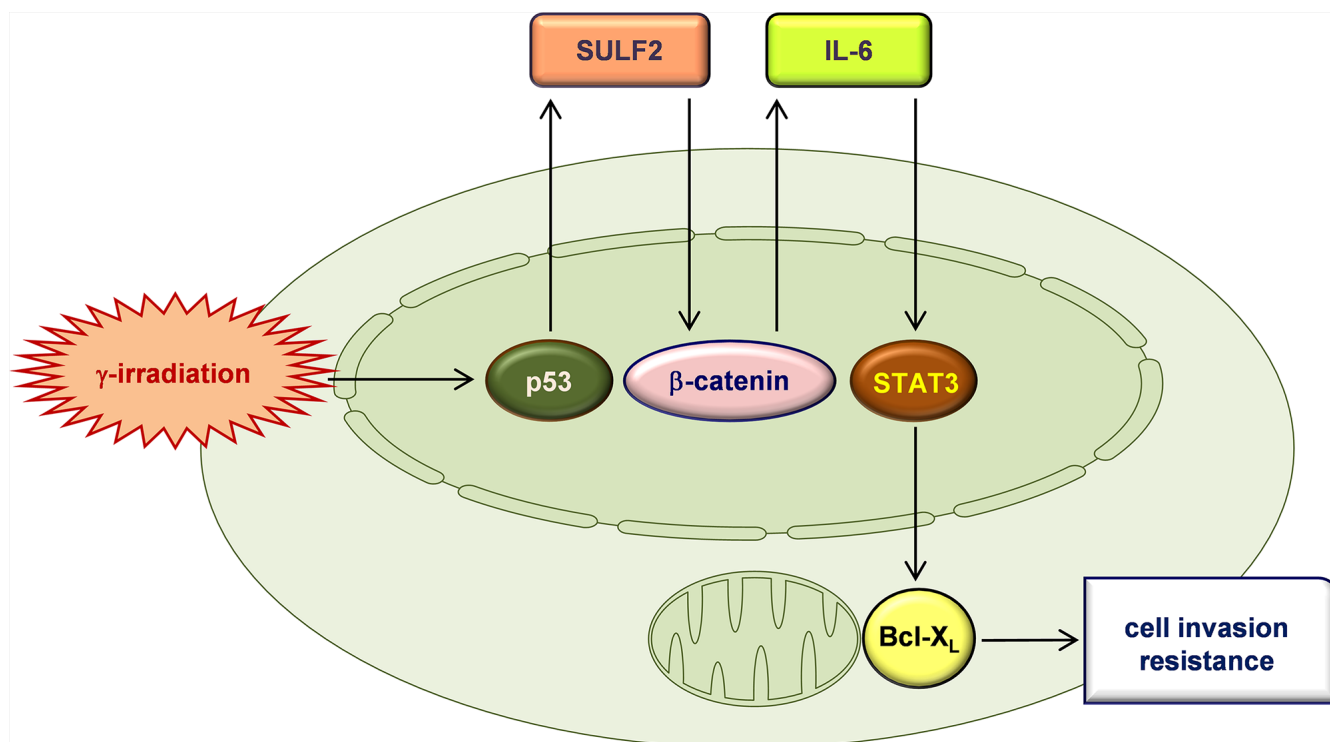 SULF2
IL-6
γ-irradiation
p53
β-catenin
STAT3
Bcl-XL
cell invasion
resistance